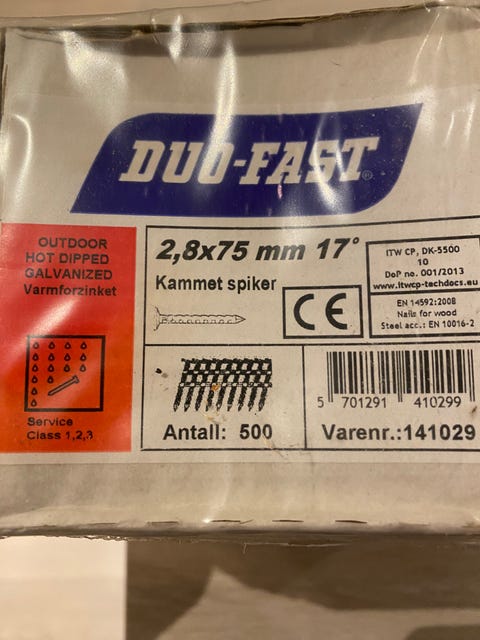 DUO-FAST®
OUTDOOR
HOT DIPPED
GALVANIZED
Varmforzinket
Service
Class 1,2,3
2,8x75 mm 17°
Kammet spiker
CE
ITW CP, DK-5500
10
DoP no. 001/2013
www.itwcp-techdocs.eu
EN 14592:2008
Nails for wood
Steel acc.: EN 10016-2
Antall: 500
5 701291 410299
Varenr.:141029